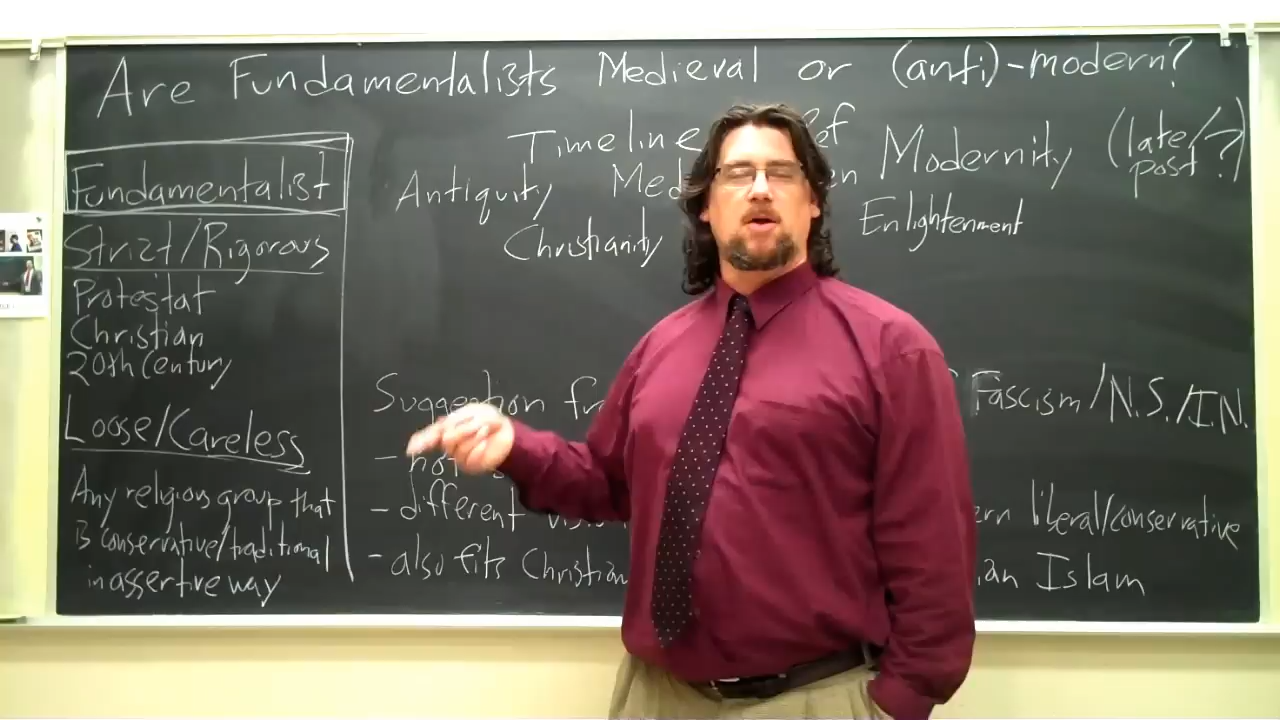 Are Fundamentalists Medieval or (anti)-modern?
Fundamentalist
Strict/Rigorous
Protestat
Christian
20th Century
Loose/Careless
Any religious group that
is conservative/traditional
in assertive way
Timeline
Antiquity Modernity (late/post ?)
Christianity Enlightenment
Suggestion Fascism/N.S./I.N.
- not
- different liberal/conservative
- also fits Christian Islam